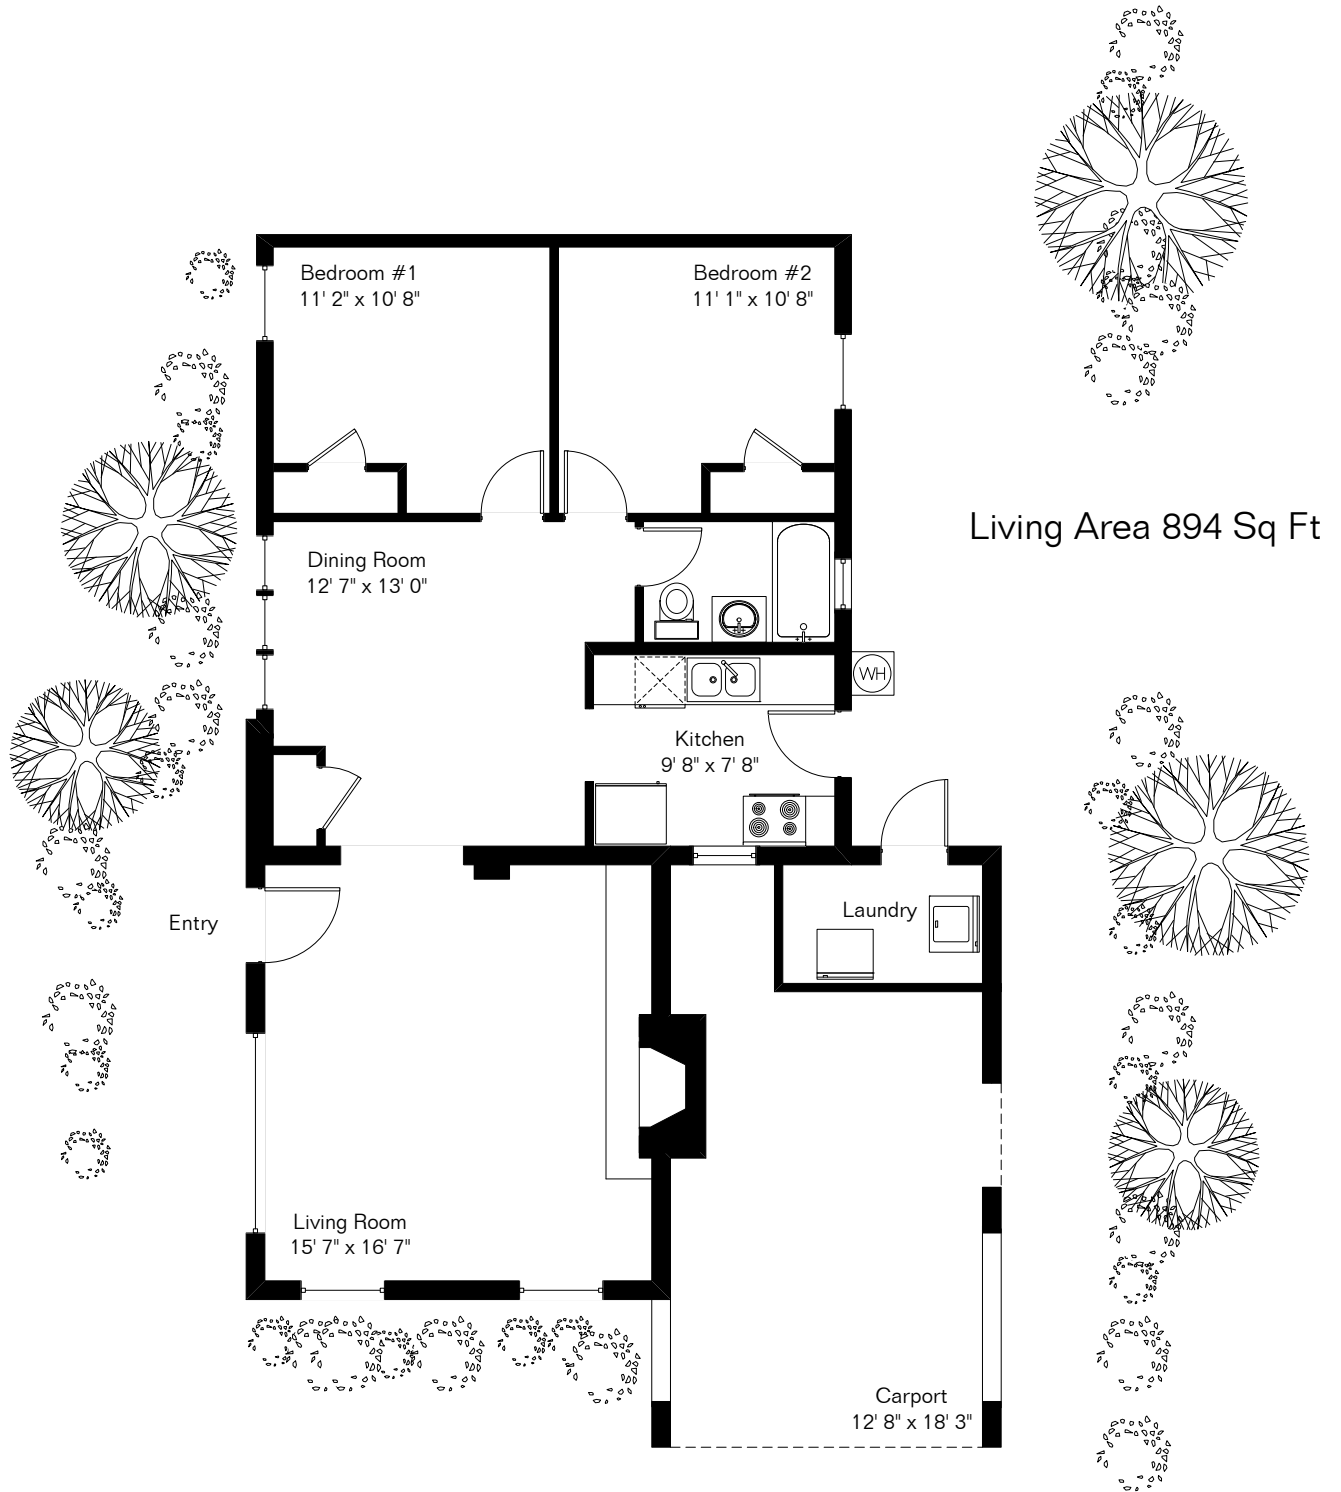 Bedroom #1
11' 2" x 10' 8"
Bedroom #2
11' 1" x 10' 8"
Living Area 894 Sq Ft
Dining Room
12' 7" x 13' 0"
WH
Kitchen
9' 8" x 7' 8"
Entry
Laundry
Living Room
15' 7" x 16' 7"
Carport
12' 8" x 18' 3"